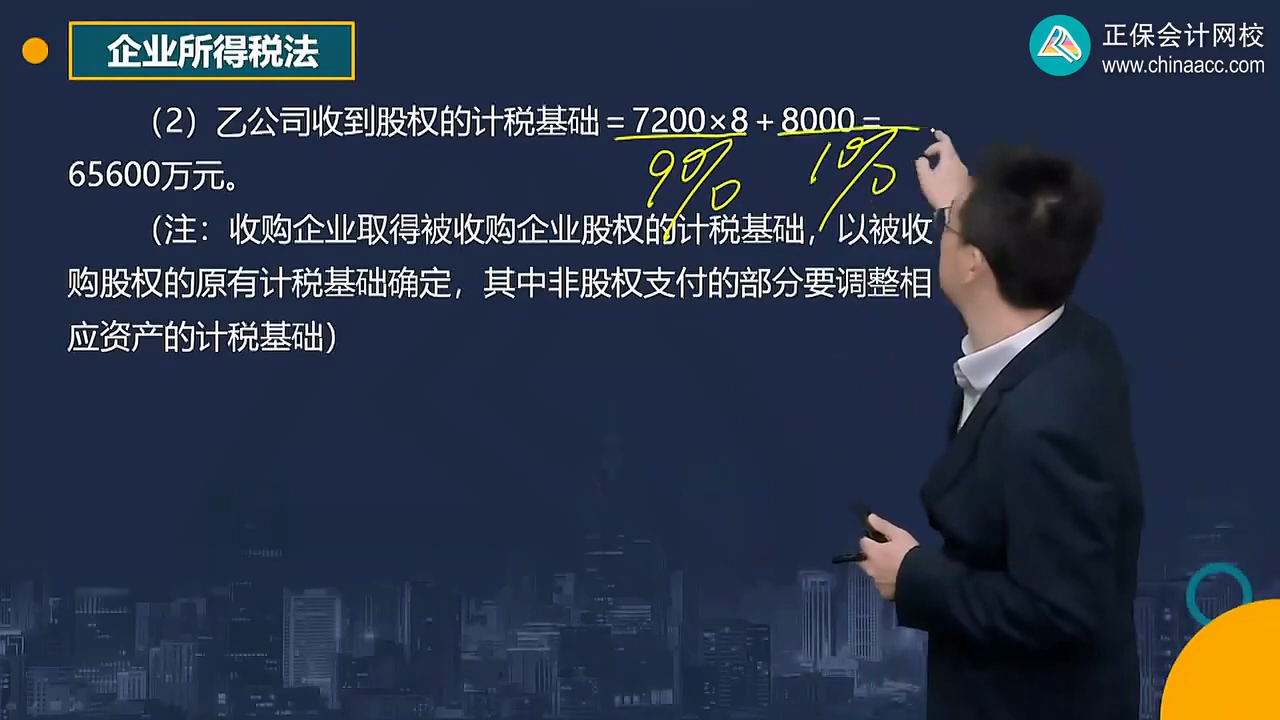 企业所得税法
正保会计网校
www.chinaacc.com
（2）乙公司收到股权的计税基础＝7200×8＋8000＝
65600万元。
90%
10%
（注：收购企业取得被收购企业股权的计税基础，以被收
购股权的原有计税基础确定，其中非股权支付的部分要调整相
应资产的计税基础）